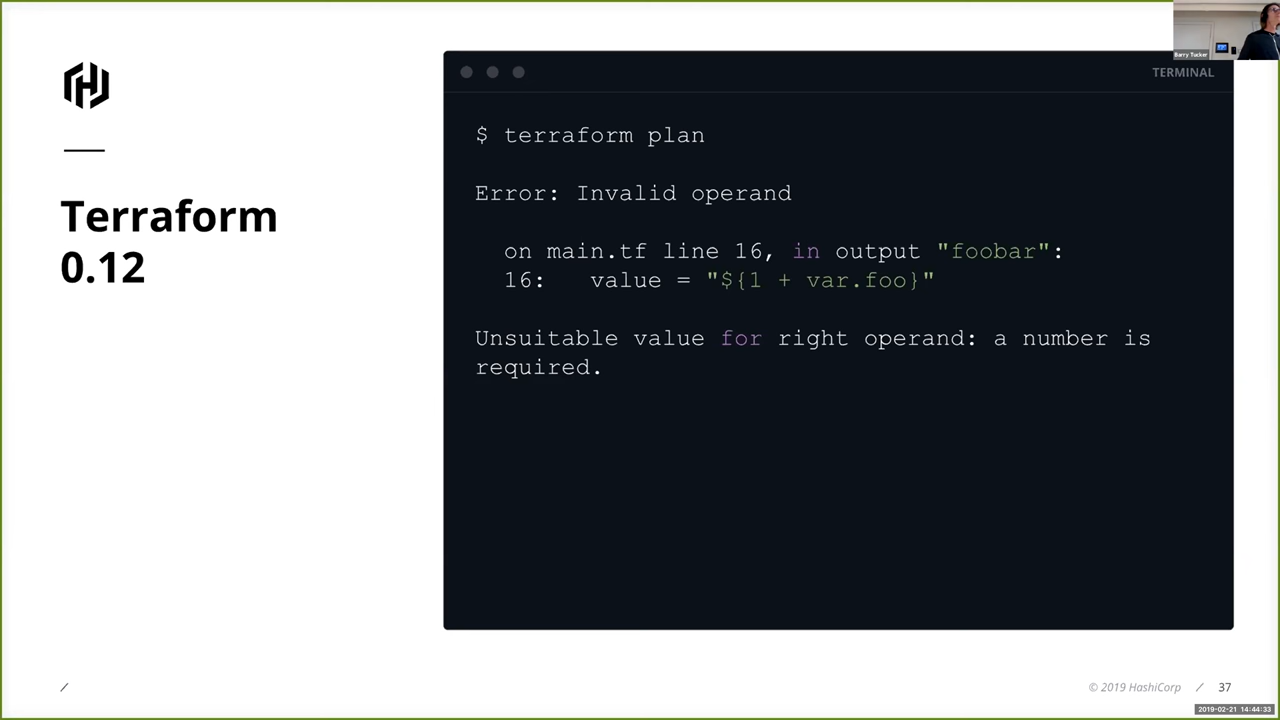 Barry Tucker
TERMINAL
Terraform
0.12
$ terraform plan
Error: Invalid operand
on main.tf line 16, in output "foobar":
16:   value = "${1 + var.foo}"
Unsuitable value for right operand: a number is
required.
/
© 2019 HashiCorp / 37
2019-02-21 14:44:33